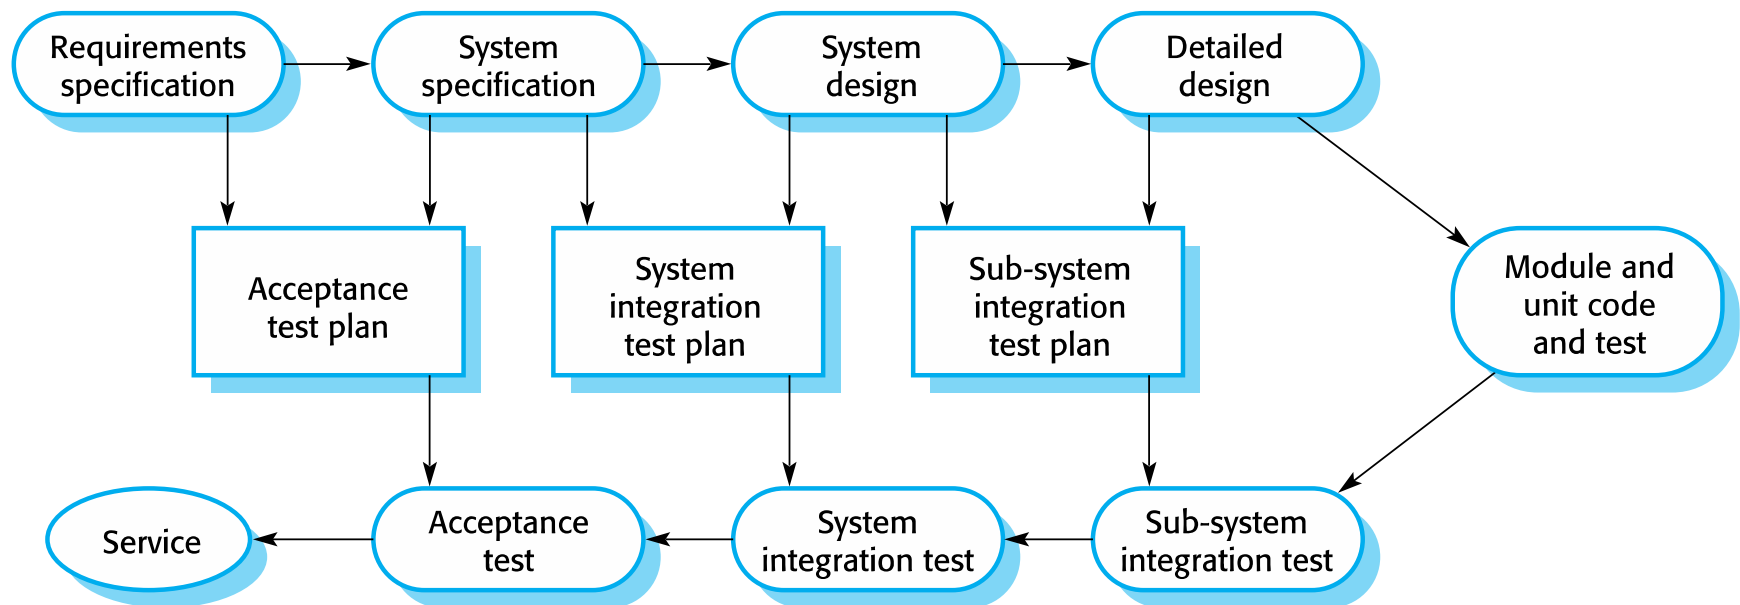 Requirements
specification
System
specification
System
design
Detailed
design
Acceptance
test plan
System
integration
test plan
Sub-system
integration
test plan
Module and
unit code
and test
Service
Acceptance
test
System
integration test
Sub-system
integration test